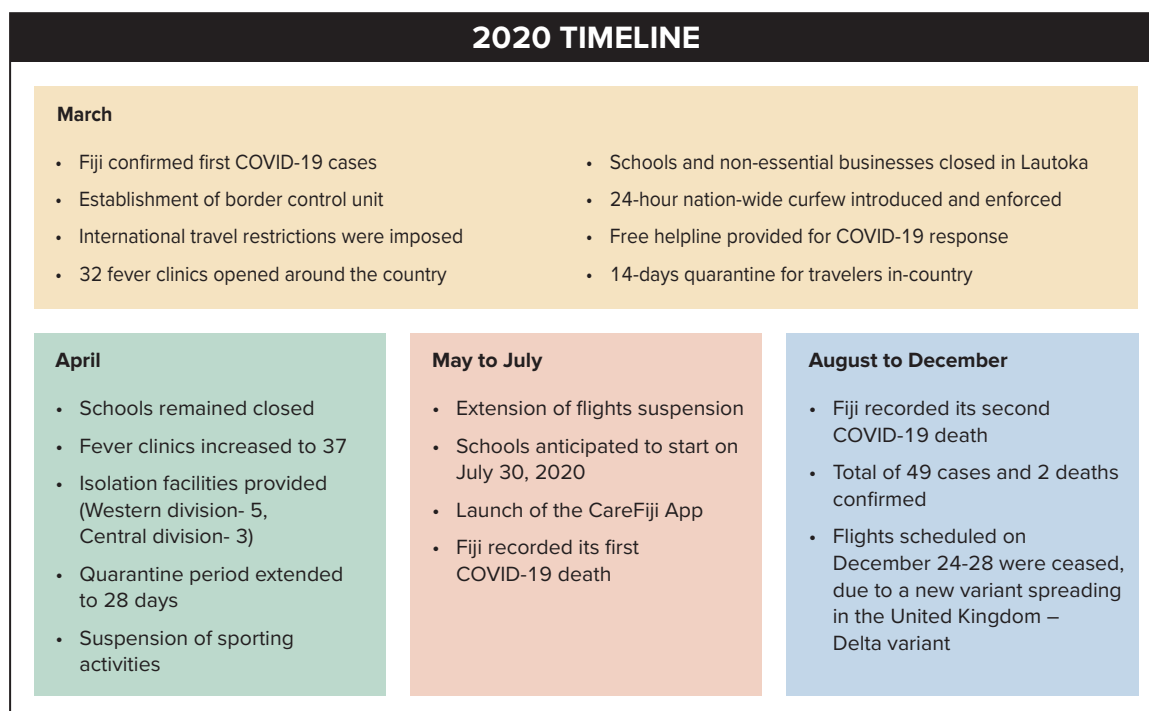 2020 TIMELINE
March
• Fiji confirmed first COVID-19 cases
• Establishment of border control unit
• International travel restrictions were imposed
• 32 fever clinics opened around the country
• Schools and non-essential businesses closed in Lautoka
• 24-hour nation-wide curfew introduced and enforced
• Free helpline provided for COVID-19 response
• 14-days quarantine for travelers in-country
April
• Schools remained closed
• Fever clinics increased to 37
• Isolation facilities provided
(Western division- 5,
Central division- 3)
• Quarantine period extended
to 28 days
• Suspension of sporting
activities
May to July
• Extension of flights suspension
• Schools anticipated to start on
July 30, 2020
• Launch of the CareFiji App
• Fiji recorded its first
COVID-19 death
August to December
• Fiji recorded its second
COVID-19 death
• Total of 49 cases and 2 deaths
confirmed
• Flights scheduled on
December 24-28 were ceased,
due to a new variant spreading
in the United Kingdom –
Delta variant